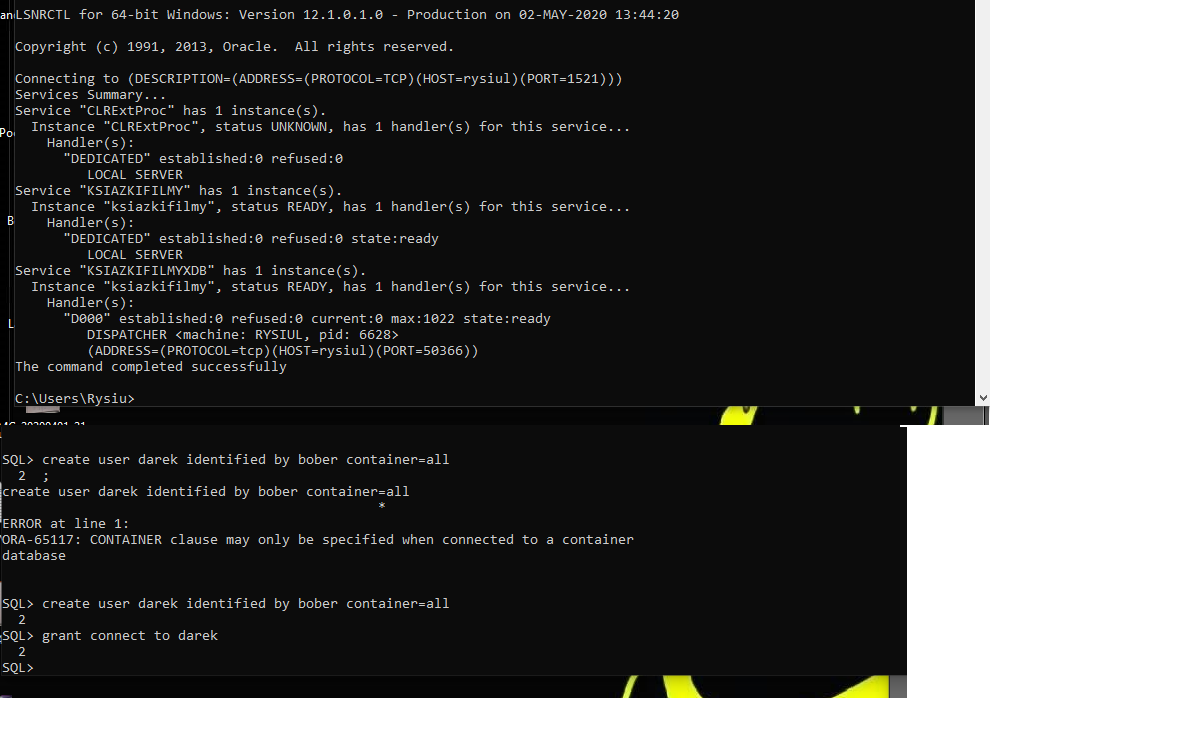 an
LSNRCTL for 64-bit Windows: Version 12.1.0.1.0 - Production on 02-MAY-2020 13:44:20
Copyright (c) 1991, 2013, Oracle.  All rights reserved.
Connecting to (DESCRIPTION=(ADDRESS=(PROTOCOL=TCP)(HOST=rysiul)(PORT=1521)))
Services Summary...
Service "CLRExtProc" has 1 instance(s).
  Instance "CLRExtProc", status UNKNOWN, has 1 handler(s) for this service...
Po
    Handler(s):
      "DEDICATED" established:0 refused:0
         LOCAL SERVER
Service "KSIAZKIFILMY" has 1 instance(s).
  Instance "ksiazkifilmy", status READY, has 1 handler(s) for this service...
B
    Handler(s):
      "DEDICATED" established:0 refused:0 state:ready
         LOCAL SERVER
Service "KSIAZKIFILMYXDB" has 1 instance(s).
  Instance "ksiazkifilmy", status READY, has 1 handler(s) for this service...
    Handler(s):
L
      "D000" established:0 refused:0 current:0 max:1022 state:ready
         DISPATCHER <machine: RYSIUL, pid: 6628>
         (ADDRESS=(PROTOCOL=tcp)(HOST=rysiul)(PORT=50366))
The command completed successfully
C:\Users\Rysiu>
SQL> create user darek identified by bober container=all
  2  ;
create user darek identified by bober container=all
                                               *
ERROR at line 1:
ORA-65117: CONTAINER clause may only be specified when connected to a container
database
SQL> create user darek identified by bober container=all
  2
SQL> grant connect to darek
  2
SQL>